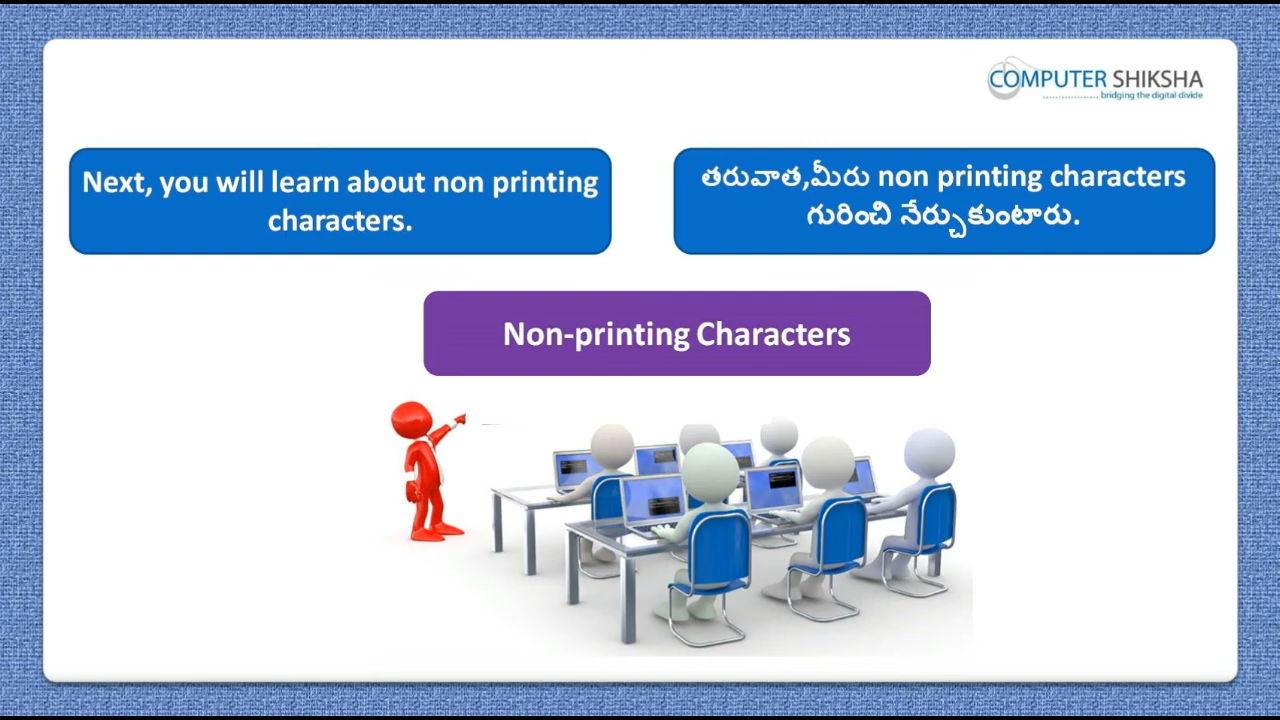 COMPUTER SHIKSHA
bridging the digital divide
Next, you will learn about non printing
characters.
తరువాత,మీరు non printing characters
గురించి నేర్చుకుంటారు.
Non-printing Characters